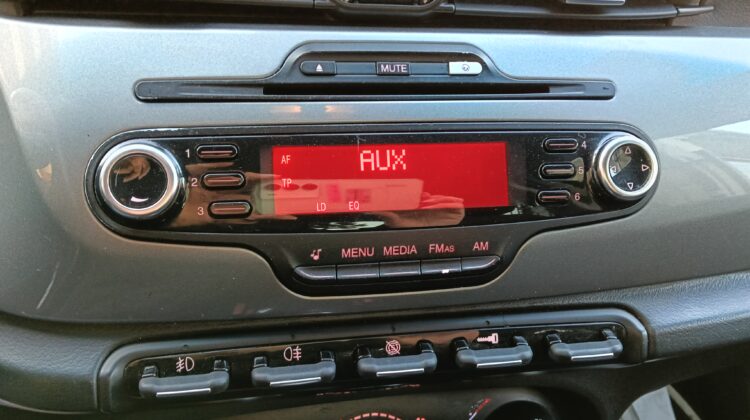 MUTE
1
2
3
AF
AUX
TP
LD EQ
4
5
6
MENU MEDIA FMAS AM